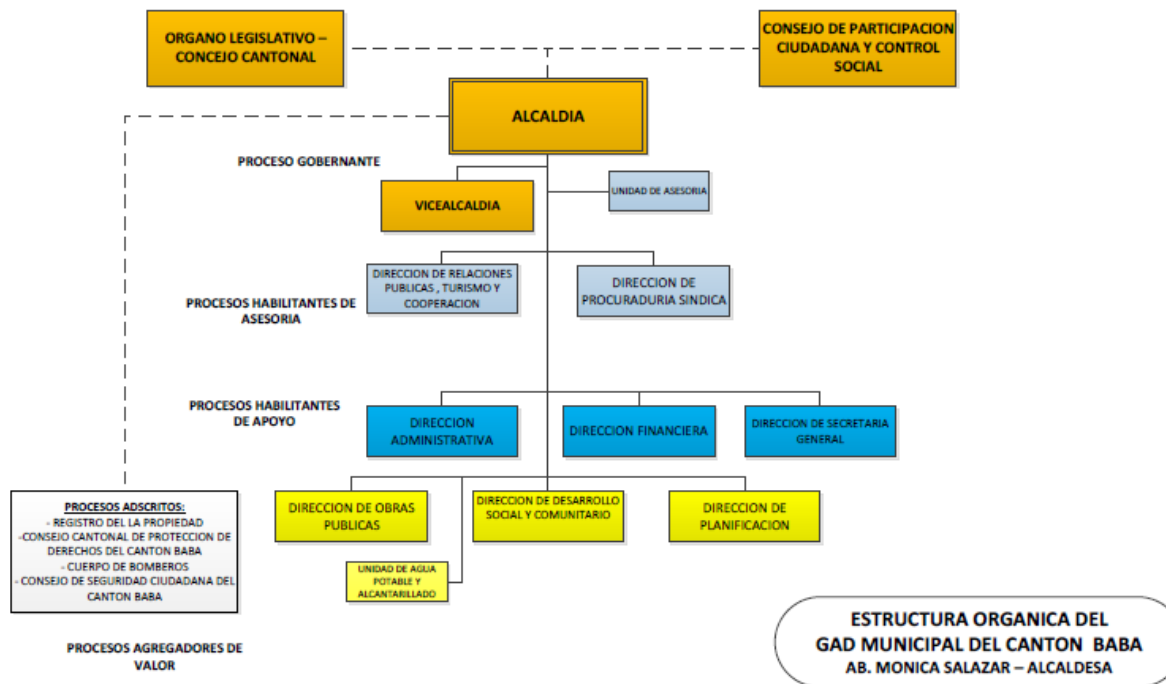 ORGANO LEGISLATIVO –
CONCEJO CANTONAL
CONSEJO DE PARTICIPACION
CIUDADANA Y CONTROL
SOCIAL
ALCALDIA
PROCESO GOBERNANTE
VICEALCALDIA
UNIDAD DE ASESORIA
DIRECCION DE RELACIONES
PUBLICAS , TURISMO Y
COOPERACION
DIRECCION DE
PROCURADURIA SINDICA
PROCESOS HABILITANTES DE
ASESORIA
PROCESOS HABILITANTES
DE APOYO
DIRECCION
ADMINISTRATIVA
DIRECCION FINANCIERA
DIRECCION DE SECRETARIA
GENERAL
PROCESOS ADSCRITOS:
- REGISTRO DEL LA PROPIEDAD
-CONSEJO CANTONAL DE PROTECCION DE
DERECHOS DEL CANTON BABA
- CUERPO DE BOMBEROS
- CONSEJO DE SEGURIDAD CIUDADANA DEL
CANTON BABA
DIRECCION DE OBRAS
PUBLICAS
DIRECCION DE DESARROLLO
SOCIAL Y COMUNITARIO
DIRECCION DE
PLANIFICACION
UNIDAD DE AGUA
POTABLE Y
ALCANTARILLADO
PROCESOS AGREGADORES DE
VALOR
ESTRUCTURA ORGANICA DEL
GAD MUNICIPAL DEL CANTON BABA
AB. MONICA SALAZAR – ALCALDESA